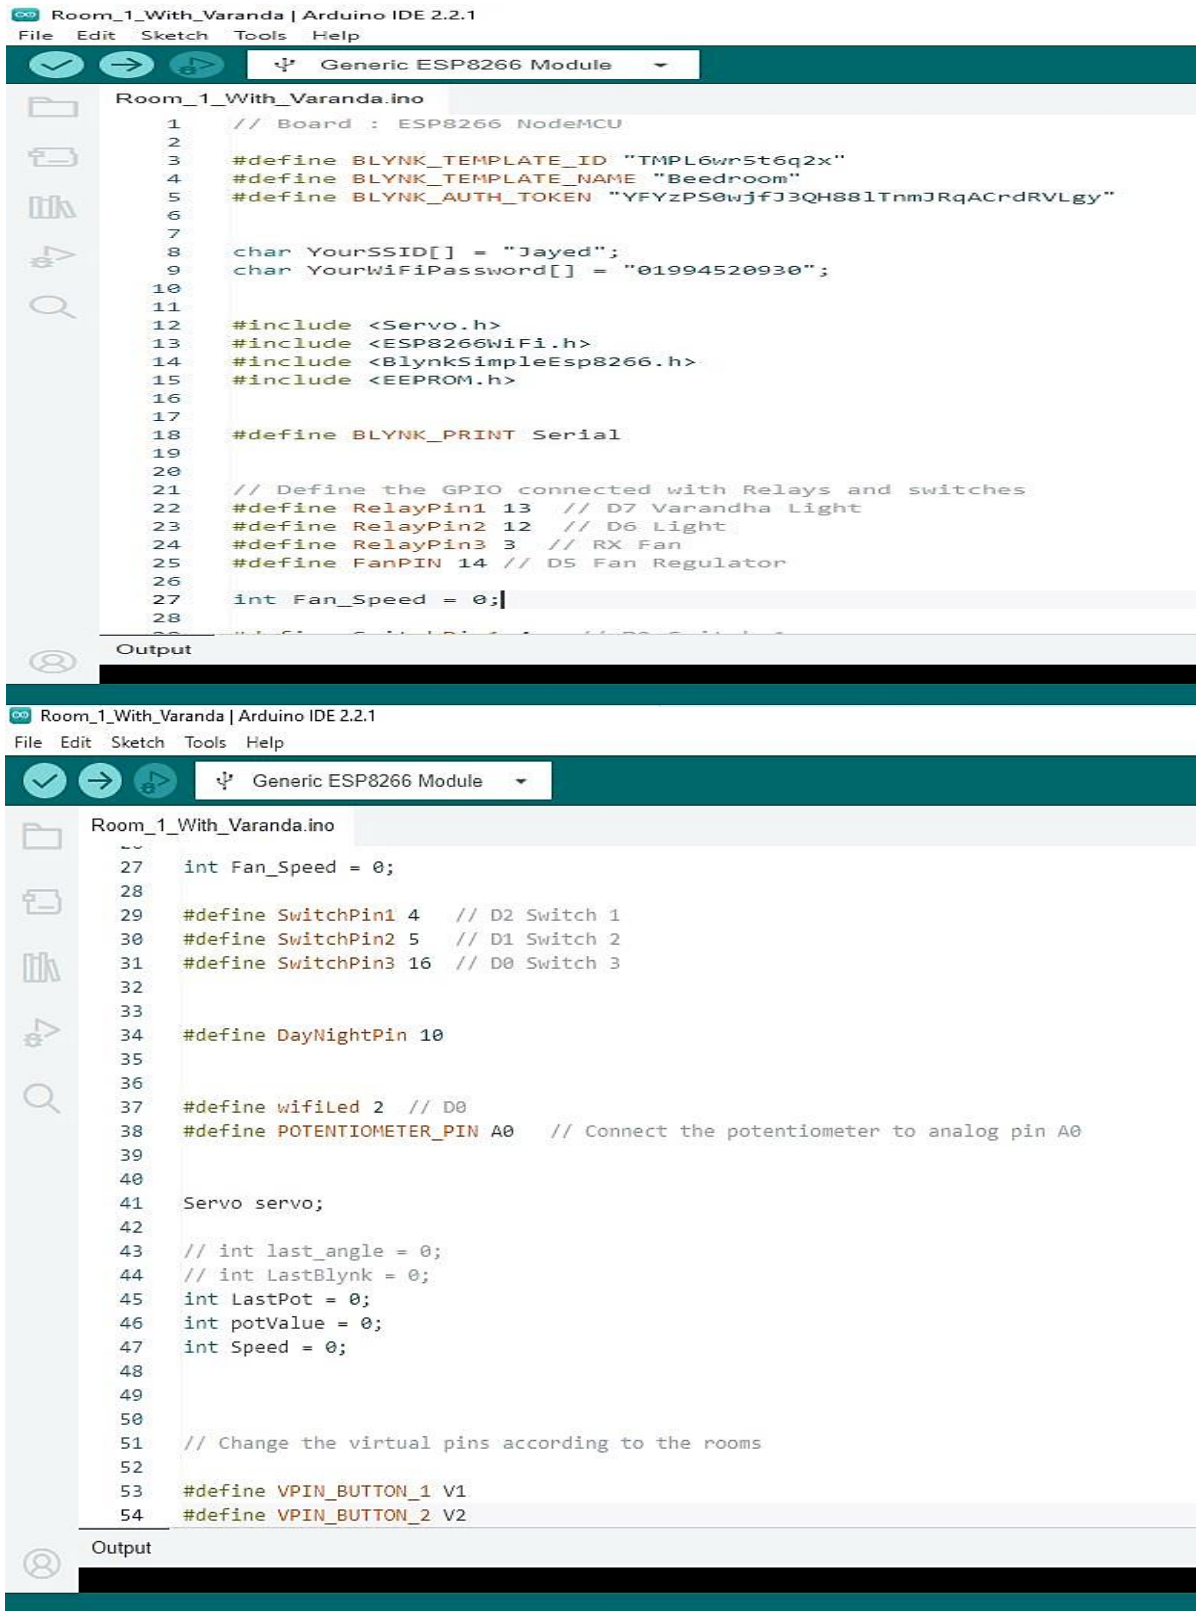 Room_1_With_Varanda | Arduino IDE 2.2.1
File Edit Sketch Tools Help
Generic ESP8266 Module
Room_1_With_Varanda.ino
1 // Board : ESP8266 NodeMCU
2
3 #define BLYNK_TEMPLATE_ID "TMPL6wrSt6q2x"
4 #define BLYNK_TEMPLATE_NAME "Beedroom"
5 #define BLYNK_AUTH_TOKEN "YFYzPS0wjfJ3QH88lTnmJRqACrdRVLgy"
6
7
8 char YourSSID[] = "Jayed";
9 char YourWiFiPassword[] = "01994520930";
10
11
12 #include <Servo.h>
13 #include <ESP8266WiFi.h>
14 #include <BlynkSimpleEsp8266.h>
15 #include <EEPROM.h>
16
17
18 #define BLYNK_PRINT Serial
19
20
21 // Define the GPIO connected with Relays and switches
22 #define RelayPin1 13 // D7 Varandha Light
23 #define RelayPin2 12 // D6 Light
24 #define RelayPin3 3 // RX Fan
25 #define FanPIN 14 // D5 Fan Regulator
26
27 int Fan_Speed = 0;
28
Output
Room_1_With_Varanda | Arduino IDE 2.2.1
File Edit Sketch Tools Help
Generic ESP8266 Module
Room_1_With_Varanda.ino
27 int Fan_Speed = 0;
28
29 #define SwitchPin1 4 // D2 Switch 1
30 #define SwitchPin2 5 // D1 Switch 2
31 #define SwitchPin3 16 // D0 Switch 3
32
33
34 #define DayNightPin 10
35
36
37 #define wifiLed 2 // D0
38 #define POTENTIOMETER_PIN A0 // Connect the potentiometer to analog pin A0
39
40
41 Servo servo;
42
43 // int last_angle = 0;
44 // int LastBlynk = 0;
45 int LastPot = 0;
46 int potValue = 0;
47 int Speed = 0;
48
49
50
51 // Change the virtual pins according to the rooms
52
53 #define VPIN_BUTTON_1 V1
54 #define VPIN_BUTTON_2 V2
Output